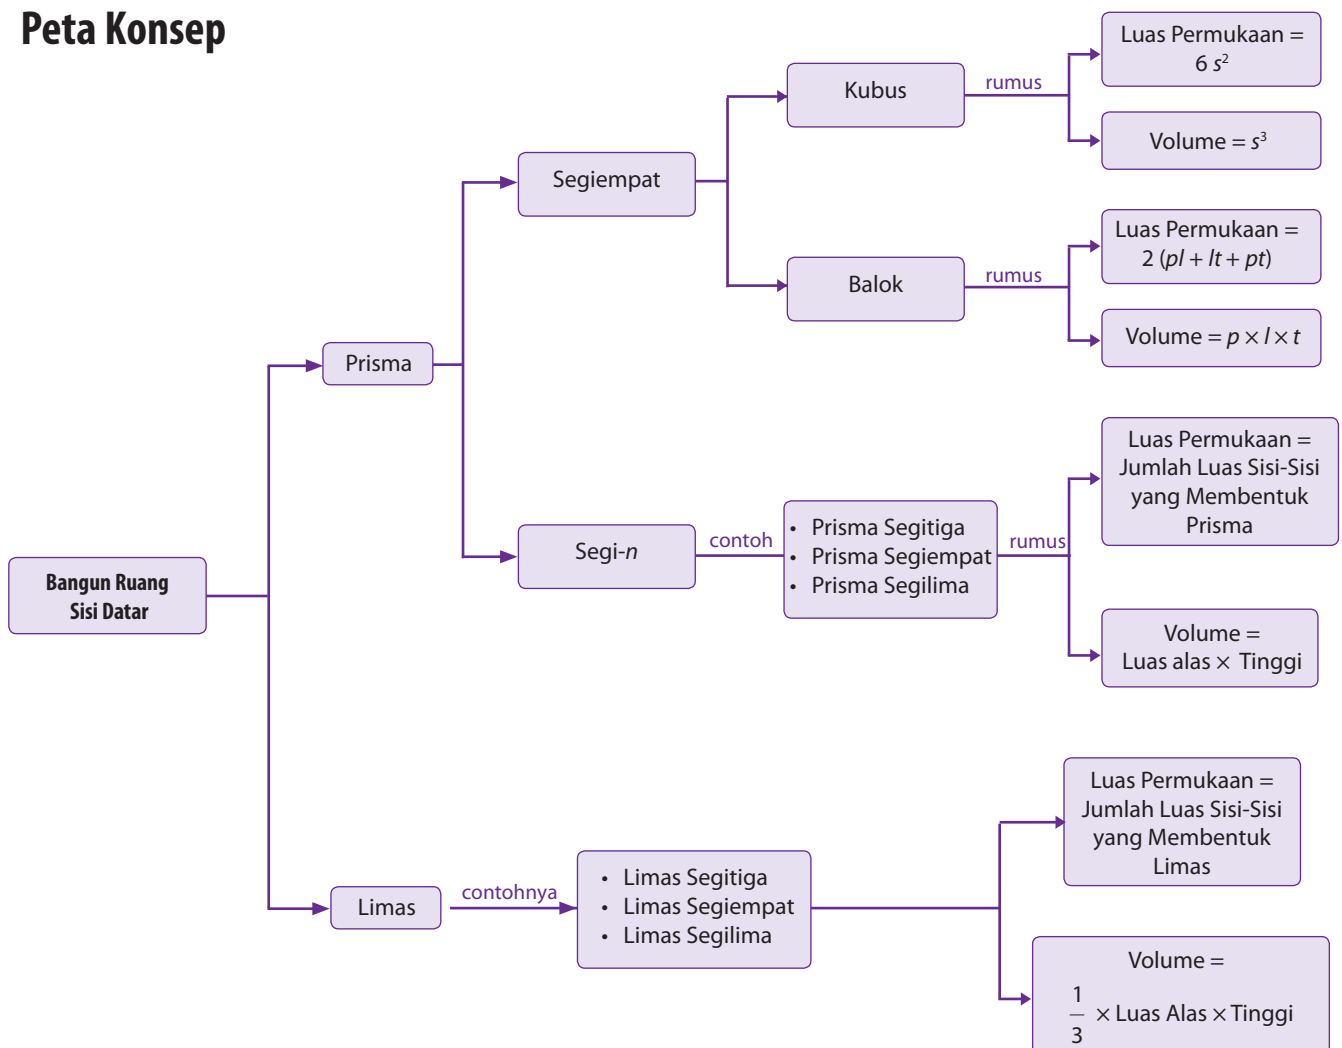 Peta Konsep
Bangun Ruang
Sisi Datar
Prisma
Segiempat
Kubus
rumus
Luas Permukaan =
6 s²
Volume = s³
Balok
rumus
Luas Permukaan =
2 (pl + lt + pt)
Volume = p × l × t
Segi-n
contoh
• Prisma Segitiga
• Prisma Segiempat
• Prisma Segilima
rumus
Luas Permukaan =
Jumlah Luas Sisi-Sisi
yang Membentuk
Prisma
Volume =
Luas alas × Tinggi
Limas
contohnya
• Limas Segitiga
• Limas Segiempat
• Limas Segilima
Luas Permukaan =
Jumlah Luas Sisi-Sisi
yang Membentuk
Limas
Volume =
1/3 × Luas Alas × Tinggi